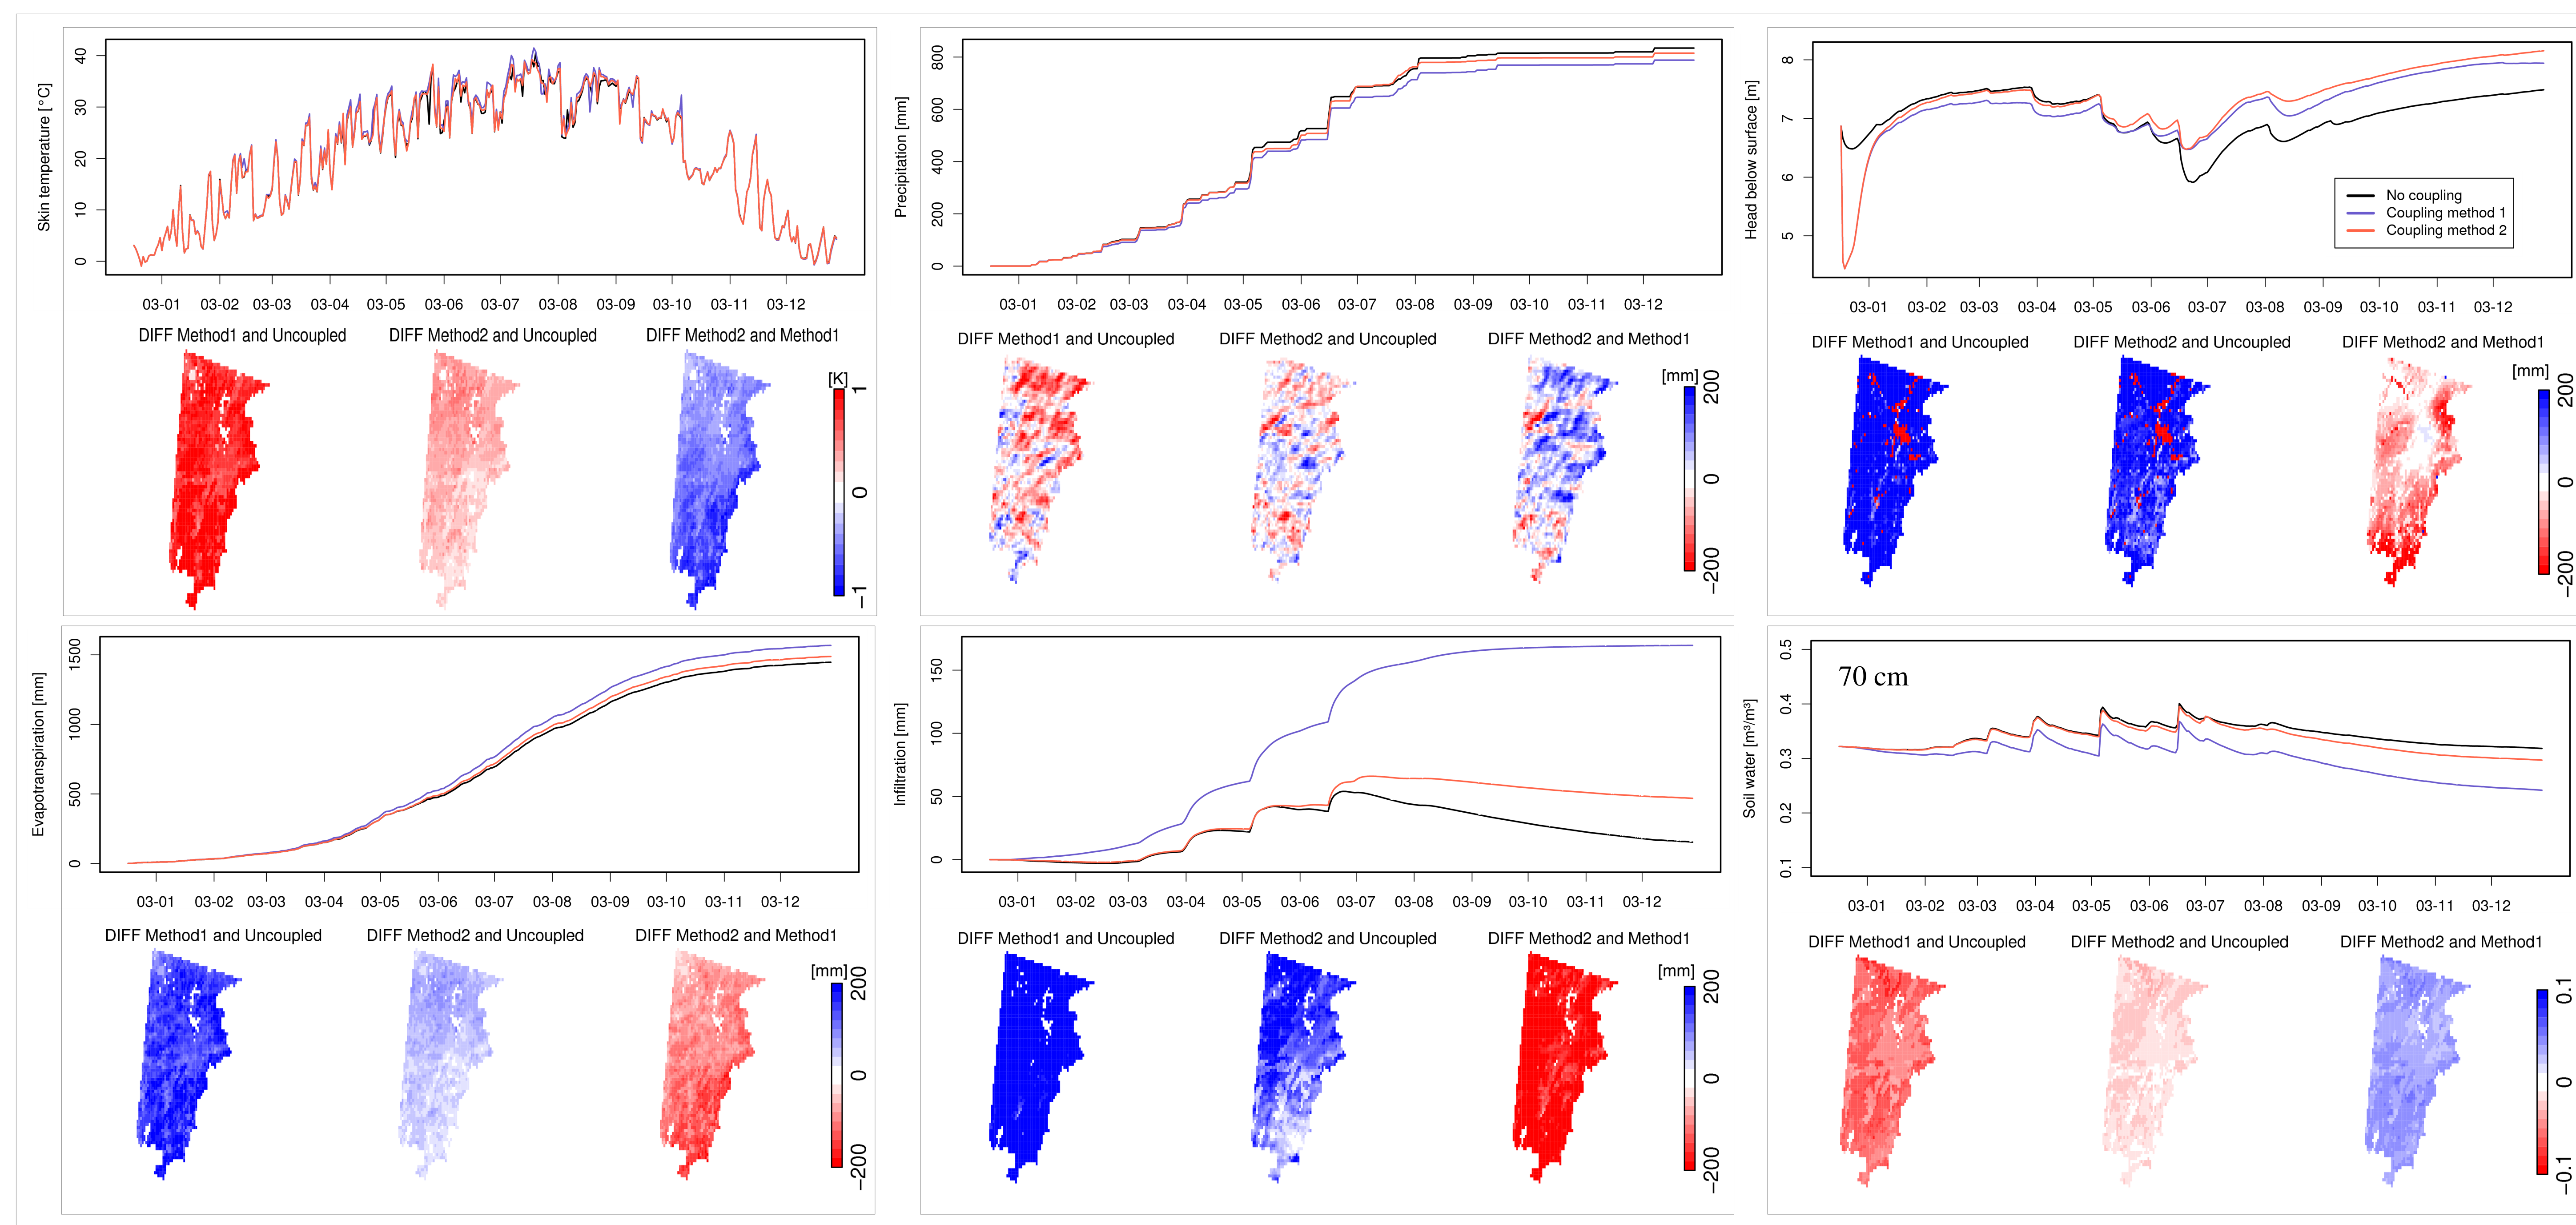 Skin temperature [°C]
0 10 20 30 40
03-01 03-02 03-03 03-04 03-05 03-06 03-07 03-08 03-09 03-10 03-11 03-12
DIFF Method1 and Uncoupled
DIFF Method2 and Uncoupled
DIFF Method2 and Method1
[K]
1
0
−1
Precipitation [mm]
0 200 400 600 800
03-01 03-02 03-03 03-04 03-05 03-06 03-07 03-08 03-09 03-10 03-11 03-12
DIFF Method1 and Uncoupled
DIFF Method2 and Uncoupled
DIFF Method2 and Method1
[mm]
200
0
−200
Head below surface [m]
5 6 7 8
No coupling
Coupling method 1
Coupling method 2
03-01 03-02 03-03 03-04 03-05 03-06 03-07 03-08 03-09 03-10 03-11 03-12
DIFF Method1 and Uncoupled
DIFF Method2 and Uncoupled
DIFF Method2 and Method1
[mm]
200
0
−200
Evapotranspiration [mm]
0 500 1000 1500
03-01 03-02 03-03 03-04 03-05 03-06 03-07 03-08 03-09 03-10 03-11 03-12
DIFF Method1 and Uncoupled
DIFF Method2 and Uncoupled
DIFF Method2 and Method1
[mm]
200
0
−200
Infiltration [mm]
0 50 100 150
03-01 03-02 03-03 03-04 03-05 03-06 03-07 03-08 03-09 03-10 03-11 03-12
DIFF Method1 and Uncoupled
DIFF Method2 and Uncoupled
DIFF Method2 and Method1
[mm]
200
0
−200
Soil water [m³/m³]
0.1 0.2 0.3 0.4 0.5
70 cm
03-01 03-02 03-03 03-04 03-05 03-06 03-07 03-08 03-09 03-10 03-11 03-12
DIFF Method1 and Uncoupled
DIFF Method2 and Uncoupled
DIFF Method2 and Method1
0.1
0
−0.1